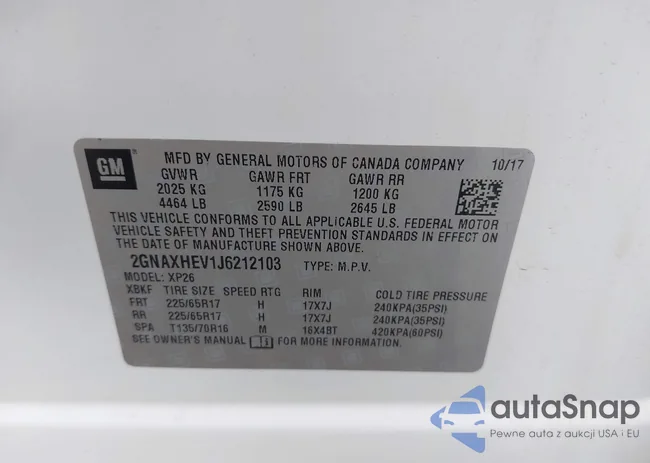 GM
MFD BY GENERAL MOTORS OF CANADA COMPANY 10/17
GVWR GAWR FRT GAWR RR
2025 KG 1175 KG 1200 KG
4464 LB 2590 LB 2645 LB
THIS VEHICLE CONFORMS TO ALL APPLICABLE U.S. FEDERAL MOTOR
VEHICLE SAFETY AND THEFT PREVENTION STANDARDS IN EFFECT ON
THE DATE OF MANUFACTURE SHOWN ABOVE.
2GNAXHEV1J6212103 TYPE: M.P.V.
MODEL: XP26
XBKF TIRE SIZE SPEED RTG RIM COLD TIRE PRESSURE
FRT 225/65R17 H 17X7J 240KPA(35PSI)
RR 225/65R17 H 17X7J 240KPA(35PSI)
SPA T135/70R16 M 16X4BT 420KPA(60PSI)
SEE OWNER'S MANUAL FOR MORE INFORMATION.
autaSnap
Pewne auta z aukcji USA i EU